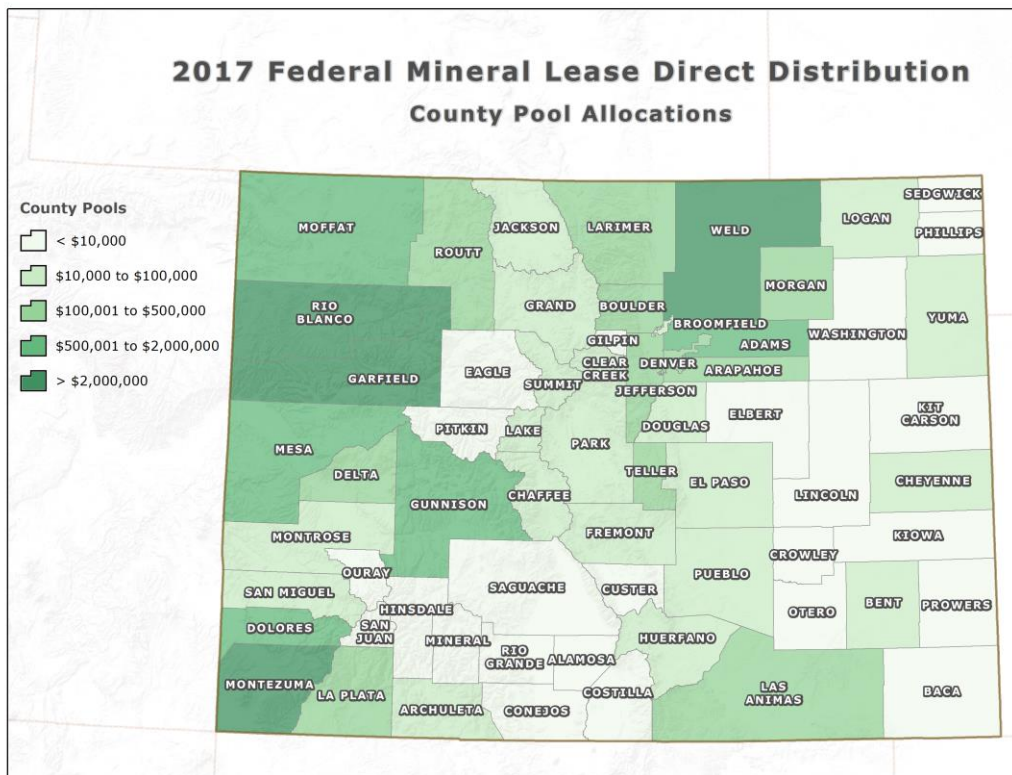 2017 Federal Mineral Lease Direct Distribution
County Pool Allocations
County Pools
< $10,000
$10,000 to $100,000
$100,001 to $500,000
$500,001 to $2,000,000
> $2,000,000
MOFFAT
ROUTT
JACKSON
LARIMER
WELD
LOGAN
SEDGWICK
PHILLIPS
RIO
BLANCO
GRAND
BOULDER
MORGAN
BROOMFIELD
WASHINGTON
YUMA
GILPIN
ADAMS
GARFIELD
EAGLE
SUMMIT
CLEAR
CREEK
DENVER
ARAPAHOE
JEFFERSON
PITKIN
LAKE
PARK
DOUGLAS
ELBERT
KIT
CARSON
MESA
DELTA
GUNNISON
CHAFFEE
TELLER
EL PASO
LINCOLN
CHEYENNE
MONTROSE
FREMONT
KIOWA
OURAY
CROWLEY
SAN MIGUEL
HINSDALE
SAGUACHE
CUSTER
PUEBLO
OTERO
BENT
PROWERS
DOLORES
SAN
JUAN
MINERAL
RIO
GRANDE
ALAMOSA
HUERFANO
MONTEZUMA
LA PLATA
ARCHULETA
CONEJOS
COSTILLA
LAS
ANIMAS
BACA